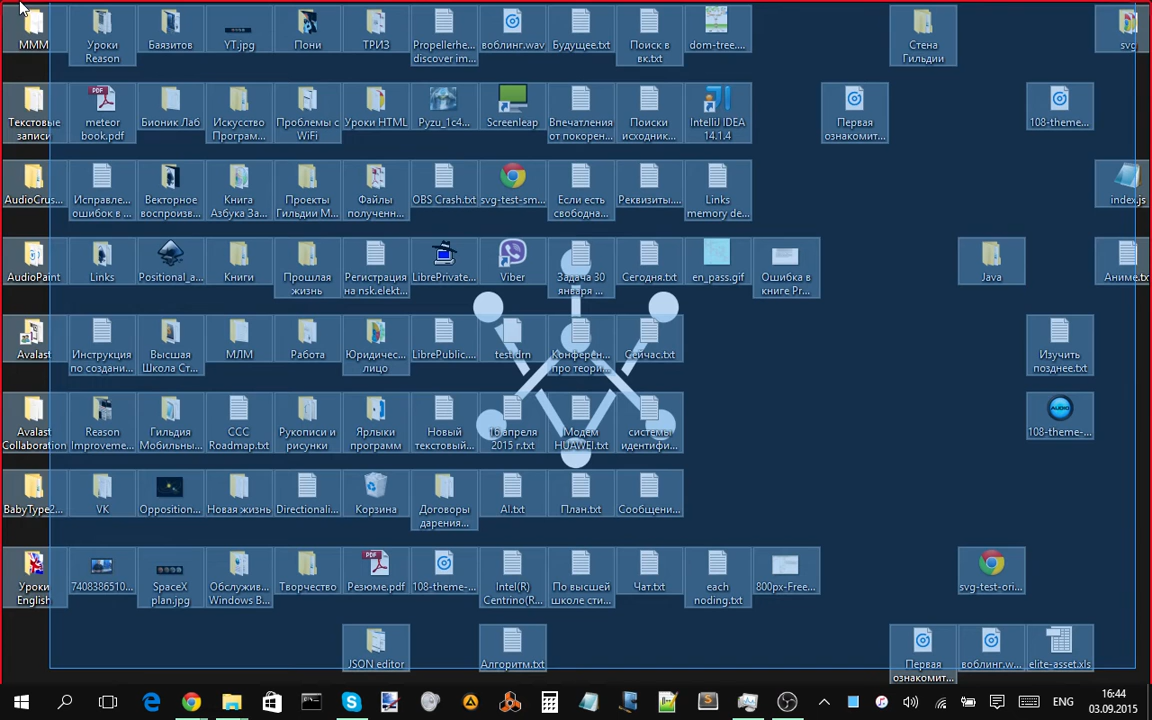 МММ
Уроки
Reason
Баязитов
YT.jpg
Пони
ТРИЗ
Propellerhe...
discover im...
воблинг.wav
Будущее.txt
Поиск в
вк.txt
dom-tree....
Стена
Гильдии
svg
Текстовые
записи
meteor
book.pdf
Бионик Лаб
Искусство
Програм...
Проблемы с
WiFi
Уроки HTML
Pyzu_1c4...
Screenleap
Впечатления
от покорен...
Поиски
исходник...
IntelliJ IDEA
14.1.4
Первая
ознакомит...
108-theme...
AudioCrus...
Исправле...
ошибок в ...
Векторное
воспроизв...
Книга
Азбука За...
Проекты
Гильдии М...
Файлы
полученн...
OBS Crash.txt
svg-test-sm...
Если есть
свободна...
Реквизиты....
Links
memory de...
index.js
AudioPaint
Links
Positional_a...
Книги
Прошлая
жизнь
Регистрация
на nsk.elekt...
LibrePrivate...
Viber
Задача 30
января ...
Сегодня.txt
en_pass.gif
Ошибка в
книге Pr...
Java
Аниме.tx
Avalast
Инструкция
по создани...
Высшая
Школа Ст...
МЛМ
Работа
Юридичес...
лицо
LibrePublic....
test.drn
Конферен...
про теори...
Сейчас.txt
Изучить
позднее.txt
Avalast
Collaboration
Reason
Improveme...
Гильдия
Мобильны...
CCC
Roadmap.txt
Рукописи и
рисунки
Ярлыки
программ
Новый
текстовый...
16 апреля
2015 г.txt
Модем
HUAWEI.txt
системы
идентифи...
AUDIO
108-theme-...
BabyType2...
VK
Opposition...
Новая жизнь
Directionali...
Корзина
Договоры
дарения...
AI.txt
План.txt
Сообщени...
Уроки
English
7408386510...
SpaceX
plan.jpg
Обслужив...
Windows B...
Творчество
Резюме.pdf
108-theme-...
Intel(R)
Centrino(R...
По высшей
школе сти...
Чат.txt
each
noding.txt
800px-Free...
svg-test-ori...
JSON editor
Алгоритм.txt
Первая
ознакомит...
воблинг.w...
elite-asset.xls
ENG
16:44
03.09.2015